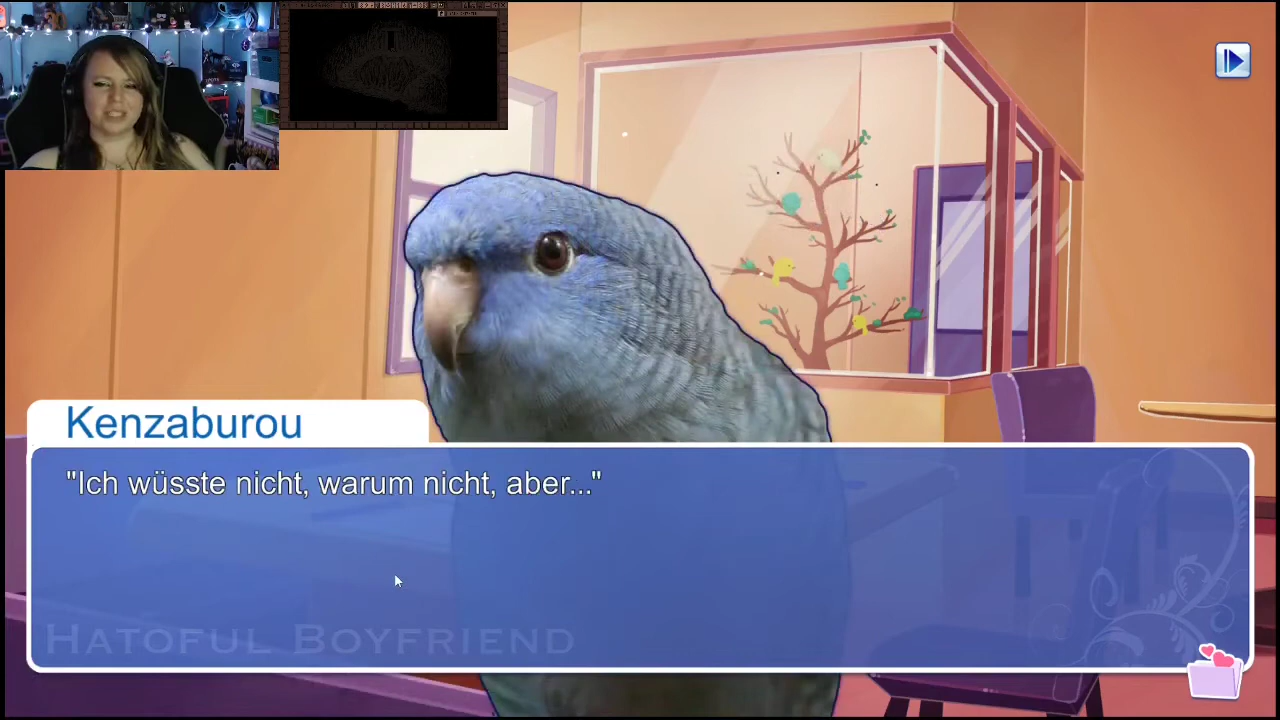 Kenzaburou
"Ich wüsste nicht, warum nicht, aber..."
HATOFUL BOYFRIEND